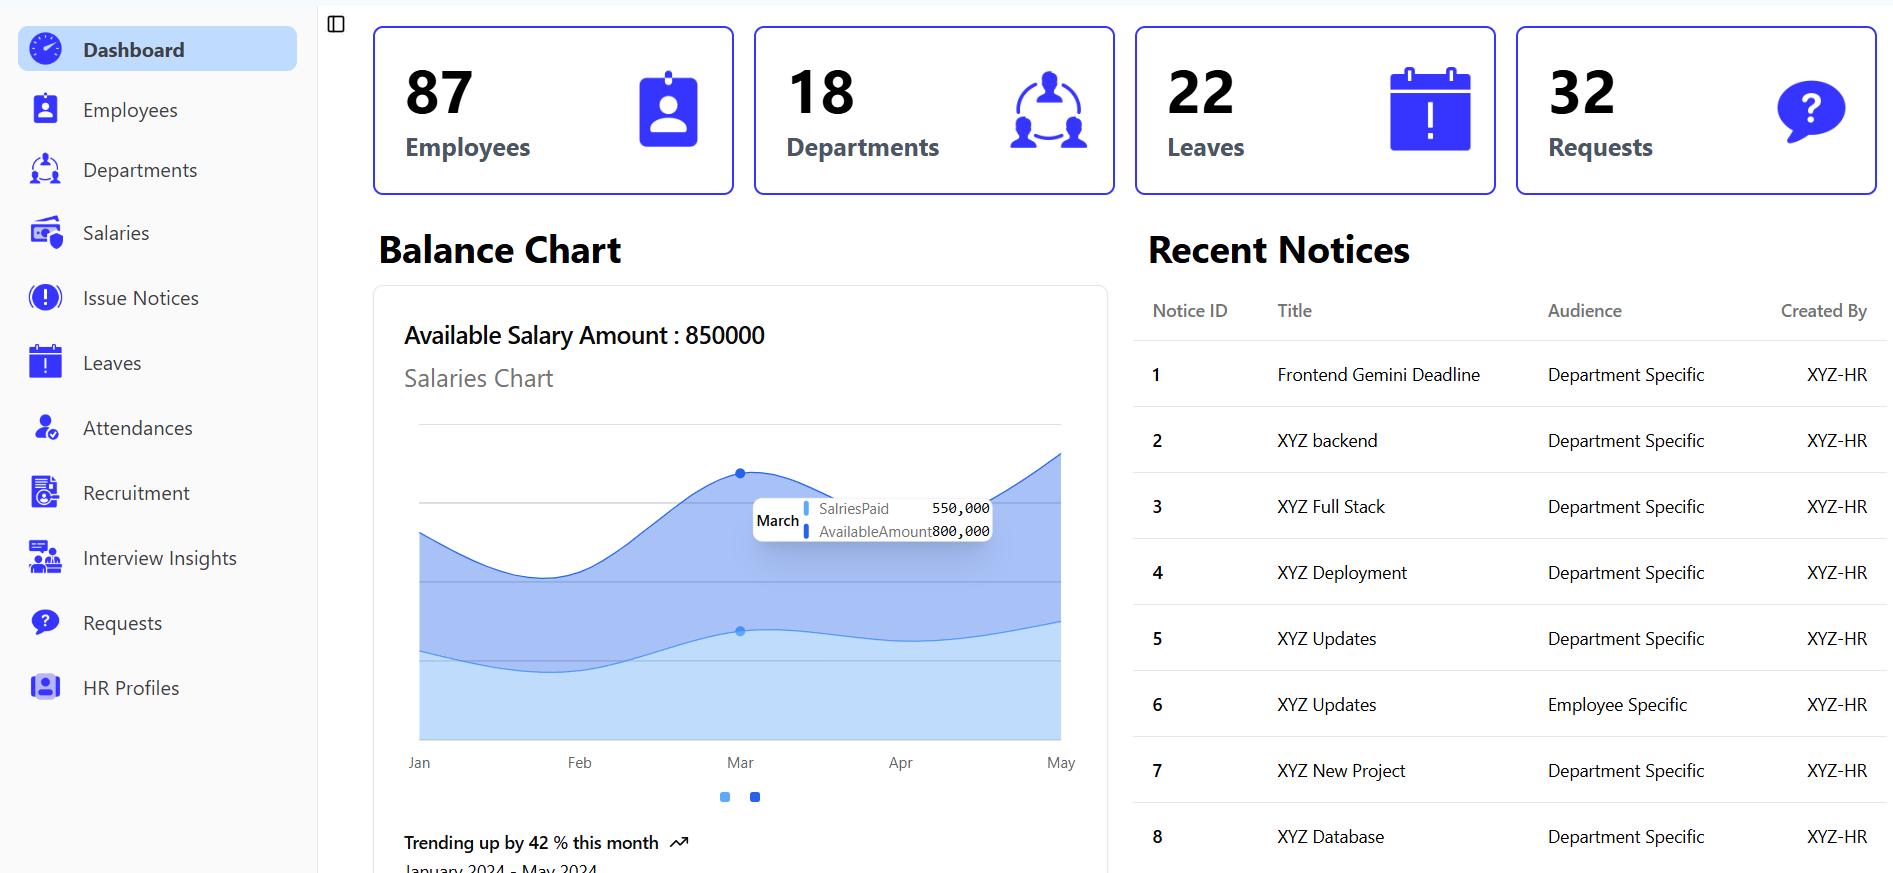 Dashboard
Employees
Departments
Salaries
Issue Notices
Leaves
Attendances
Recruitment
Interview Insights
Requests
HR Profiles
87
Employees
18
Departments
22
Leaves
32
Requests
Balance Chart
Available Salary Amount : 850000
Salaries Chart
March
SalriesPaid 550,000
AvailableAmount 800,000
Jan Feb Mar Apr May
Trending up by 42 % this month
January 2024 - May 2024
Recent Notices
Notice ID Title Audience Created By
1 Frontend Gemini Deadline Department Specific XYZ-HR
2 XYZ backend Department Specific XYZ-HR
3 XYZ Full Stack Department Specific XYZ-HR
4 XYZ Deployment Department Specific XYZ-HR
5 XYZ Updates Department Specific XYZ-HR
6 XYZ Updates Employee Specific XYZ-HR
7 XYZ New Project Department Specific XYZ-HR
8 XYZ Database Department Specific XYZ-HR